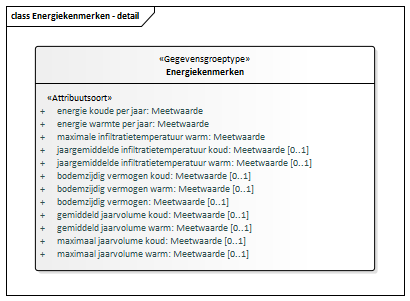 class Energiekenmerken - detail
«Gegevensgroeptype»
Energiekenmerken
«Attribuutsoort»
+ energie koude per jaar: Meetwaarde
+ energie warmte per jaar: Meetwaarde
+ maximale infiltratietemperatuur warm: Meetwaarde
+ jaargemiddelde infiltratietemperatuur koud: Meetwaarde [0..1]
+ jaargemiddelde infiltratietemperatuur warm: Meetwaarde [0..1]
+ bodemzijdig vermogen koud: Meetwaarde [0..1]
+ bodemzijdig vermogen warm: Meetwaarde [0..1]
+ bodemzijdig vermogen: Meetwaarde [0..1]
+ gemiddeld jaarvolume koud: Meetwaarde [0..1]
+ gemiddeld jaarvolume warm: Meetwaarde [0..1]
+ maximaal jaarvolume koud: Meetwaarde [0..1]
+ maximaal jaarvolume warm: Meetwaarde [0..1]